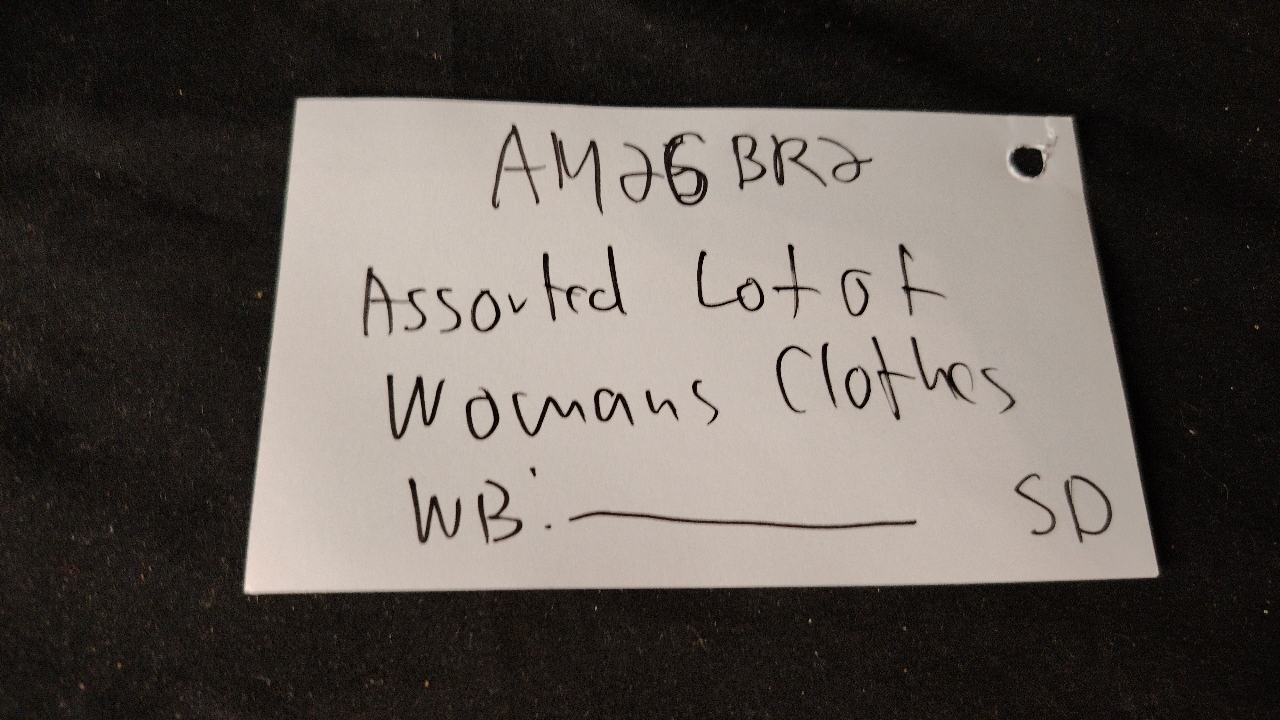 AM26BR2
Assorted Lot of
Womans Clothes
WB: SD